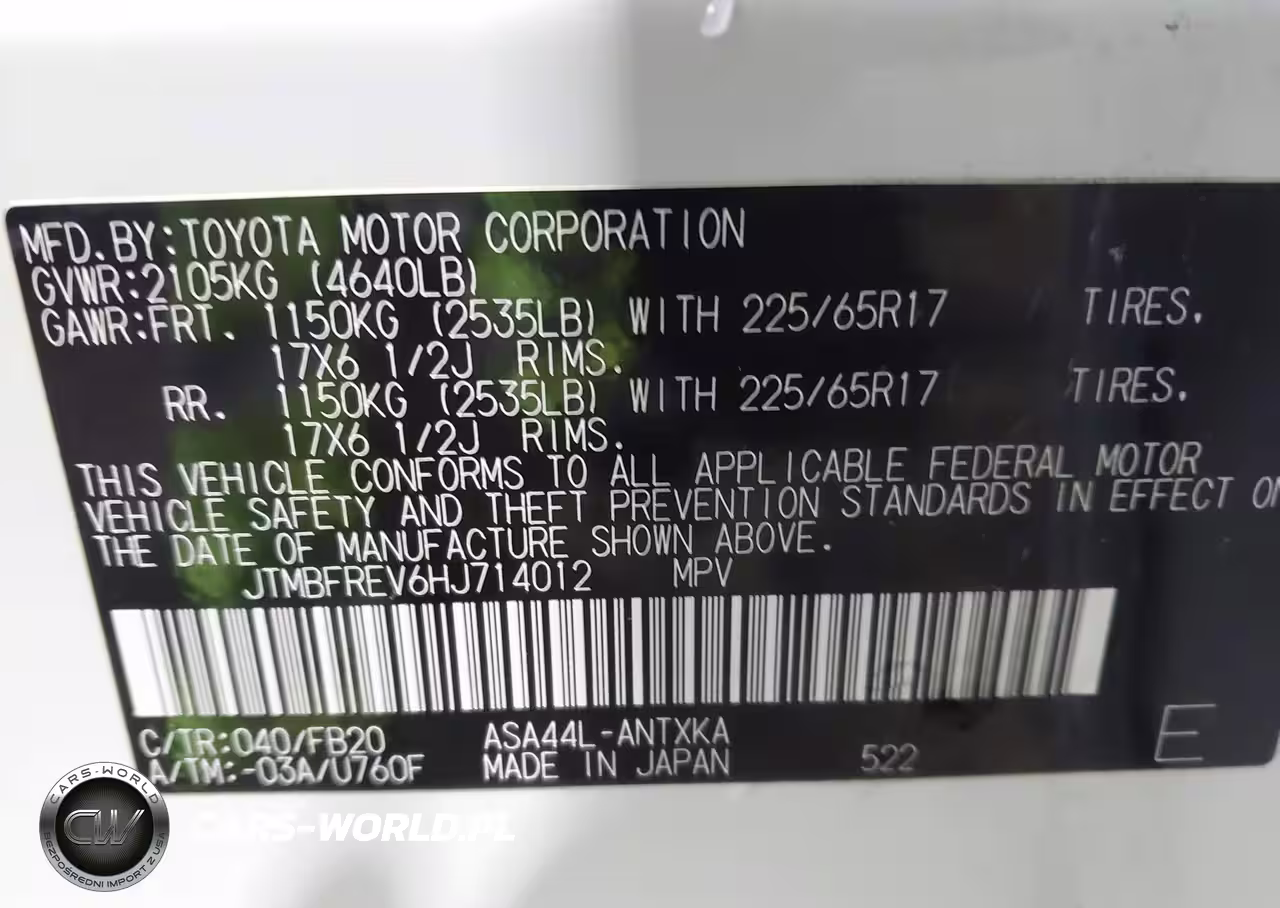 MFD. BY: TOYOTA MOTOR CORPORATION
GVWR: 2105KG (4640LB)
GAWR: FRT. 1150KG (2535LB) WITH 225/65R17 TIRES.
17X6 1/2J RIMS.
RR. 1150KG (2535LB) WITH 225/65R17 TIRES.
17X6 1/2J RIMS.
THIS VEHICLE CONFORMS TO ALL APPLICABLE FEDERAL MOTOR
VEHICLE SAFETY AND THEFT PREVENTION STANDARDS IN EFFECT ON
THE DATE OF MANUFACTURE SHOWN ABOVE.
JTMBFREV6HJ714012 MPV
C/TR: 040/FB20 ASA44L-ANTXKA
A/TM: -03A/U760F MADE IN JAPAN 522 E
CARS-WORLD
CW
BEZPOŚREDNI IMPORT Z USA
CARS-WORLD.PL